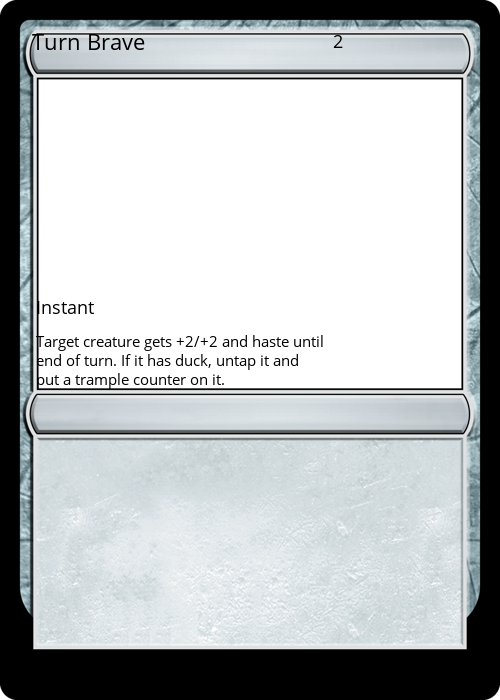 Turn Brave 2
Instant
Target creature gets +2/+2 and haste until
end of turn. If it has duck, untap it and
put a trample counter on it.